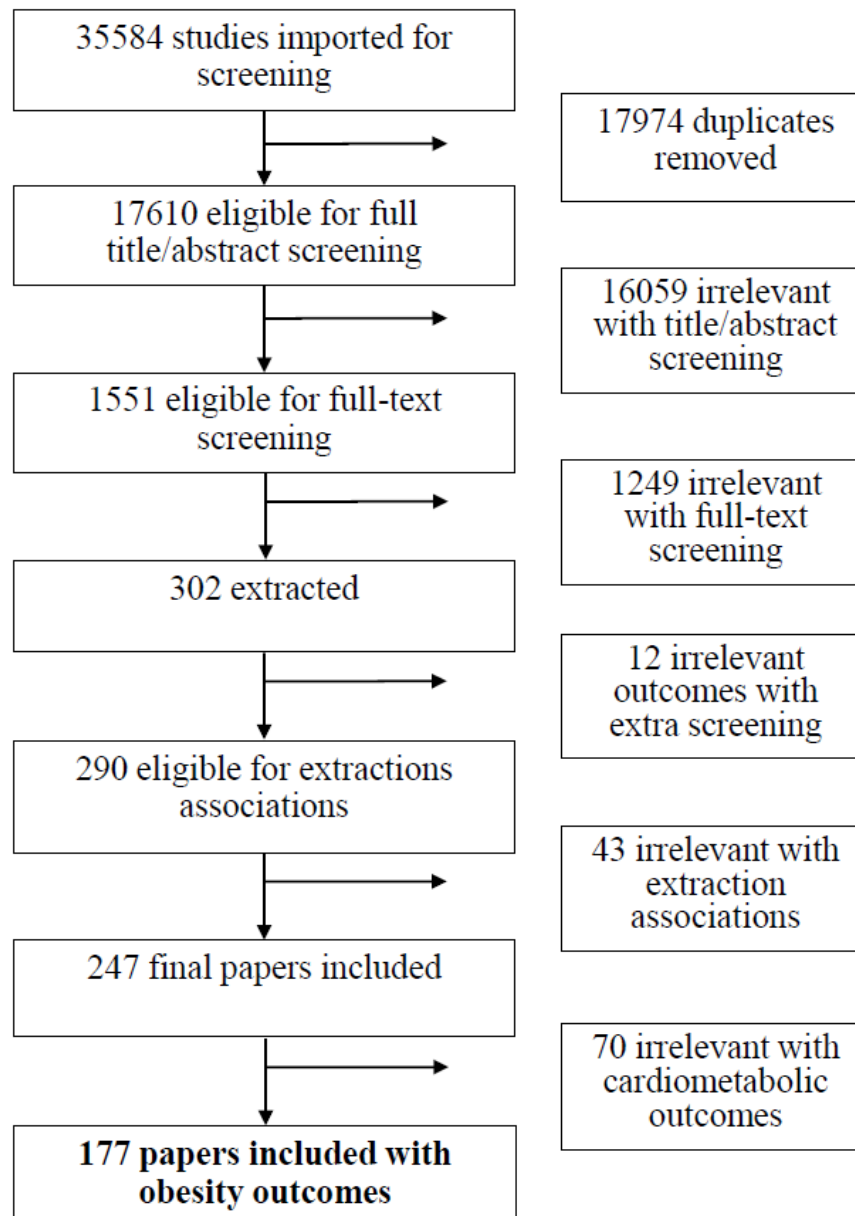 35584 studies imported for
screening
17974 duplicates
removed
17610 eligible for full
title/abstract screening
16059 irrelevant
with title/abstract
screening
1551 eligible for full-text
screening
1249 irrelevant
with full-text
screening
302 extracted
12 irrelevant
outcomes with
extra screening
290 eligible for extractions
associations
43 irrelevant with
extraction
associations
247 final papers included
70 irrelevant with
cardiometabolic
outcomes
177 papers included with
obesity outcomes